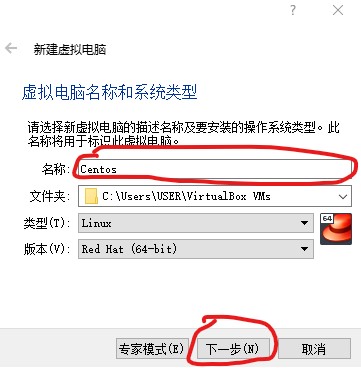 ?
新建虚拟电脑
虚拟电脑名称和系统类型
请选择新虚拟电脑的描述名称及要安装的操作系统类型。此
名称将用于标识此虚拟电脑。
名称: Centos
文件夹: C:\Users\USER\VirtualBox VMs
类型(T): Linux
64
版本(V): Red Hat (64-bit)
专家模式(E) 下一步(N) 取消